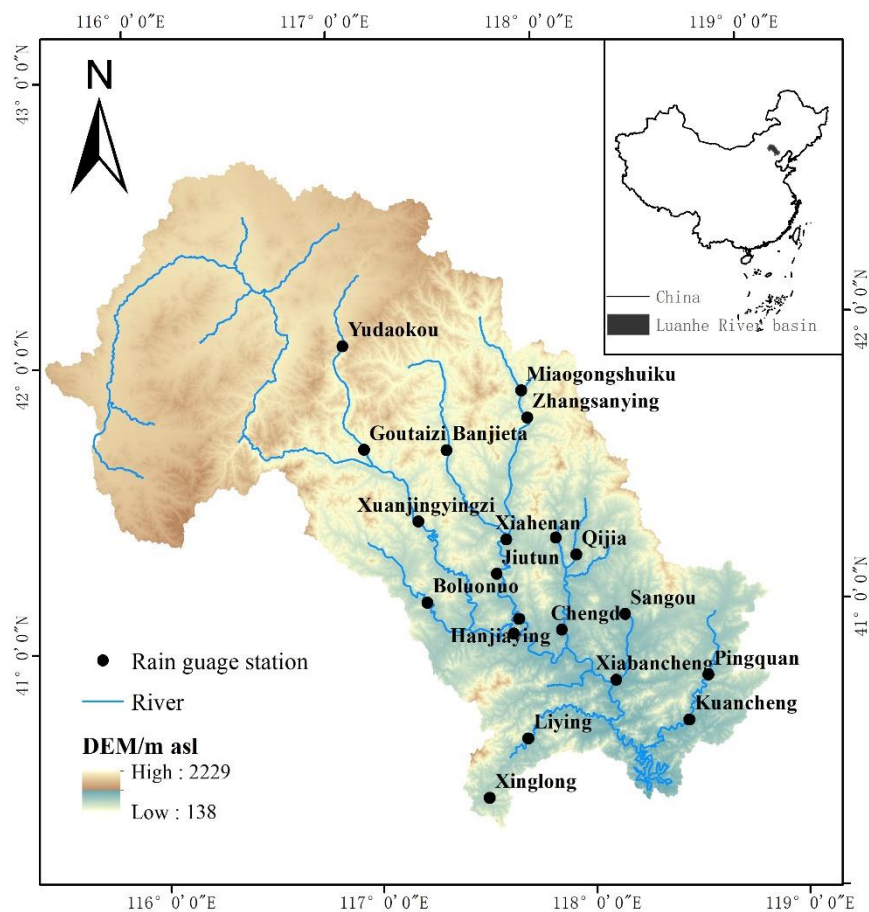 116° 0′0″E 117° 0′0″E 118° 0′0″E 119° 0′0″E
43° 0′0″N
N
China
Luanhe River basin
42° 0′0″N
42° 0′0″N
Yudaokou
Miaogongshuiku
Zhangsanying
Goutaizi Banjieta
Xuanjingyingzi
Xiahenan
Qijia
Jiutun
Boluonuo
Sangou
Chengd
41° 0′0″N
41° 0′0″N
Hanjiaying
Rain guage station
Xiabancheng Pingquan
River
Kuancheng
Liying
DEM/m asl
High : 2229
Low : 138
Xinglong
116° 0′0″E 117° 0′0″E 118° 0′0″E 119° 0′0″E